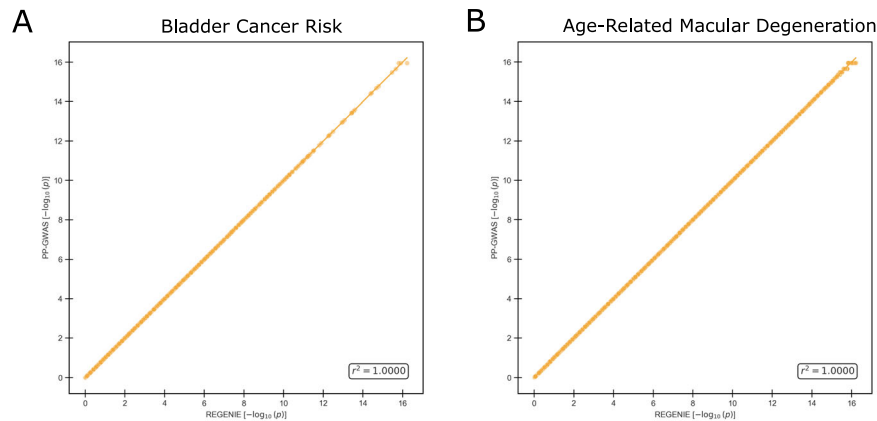 A
Bladder Cancer Risk
16
14
12
10
8
6
4
2
0
PP-GWAS [−log₁₀ (p)]
r² = 1.0000
0 2 4 6 8 10 12 14 16
REGENIE [−log₁₀ (p)]
B
Age-Related Macular Degeneration
16
14
12
10
8
6
4
2
0
PP-GWAS [−log₁₀ (p)]
r² = 1.0000
0 2 4 6 8 10 12 14 16
REGENIE [−log₁₀ (p)]